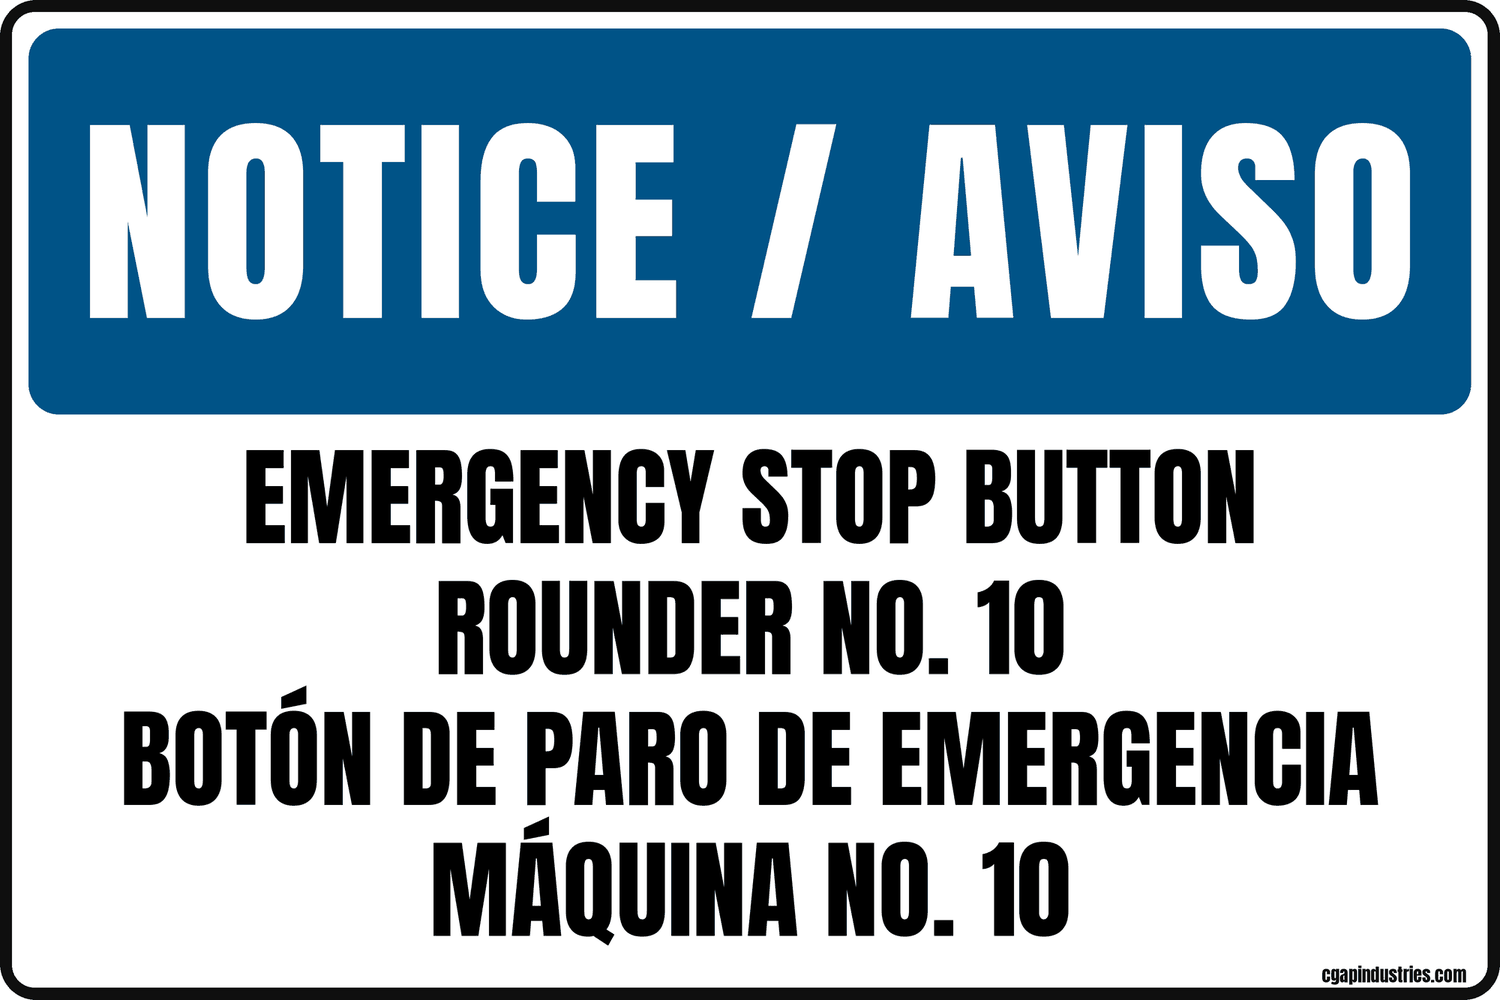 NOTICE / AVISO
EMERGENCY STOP BUTTON
ROUNDER NO. 10
BOTÓN DE PARO DE EMERGENCIA
MÁQUINA NO. 10
cgapindustries.com